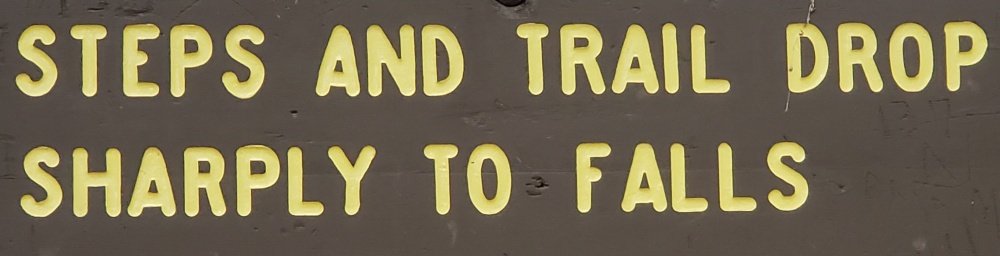 STEPS AND TRAIL DROP
SHARPLY TO FALLS